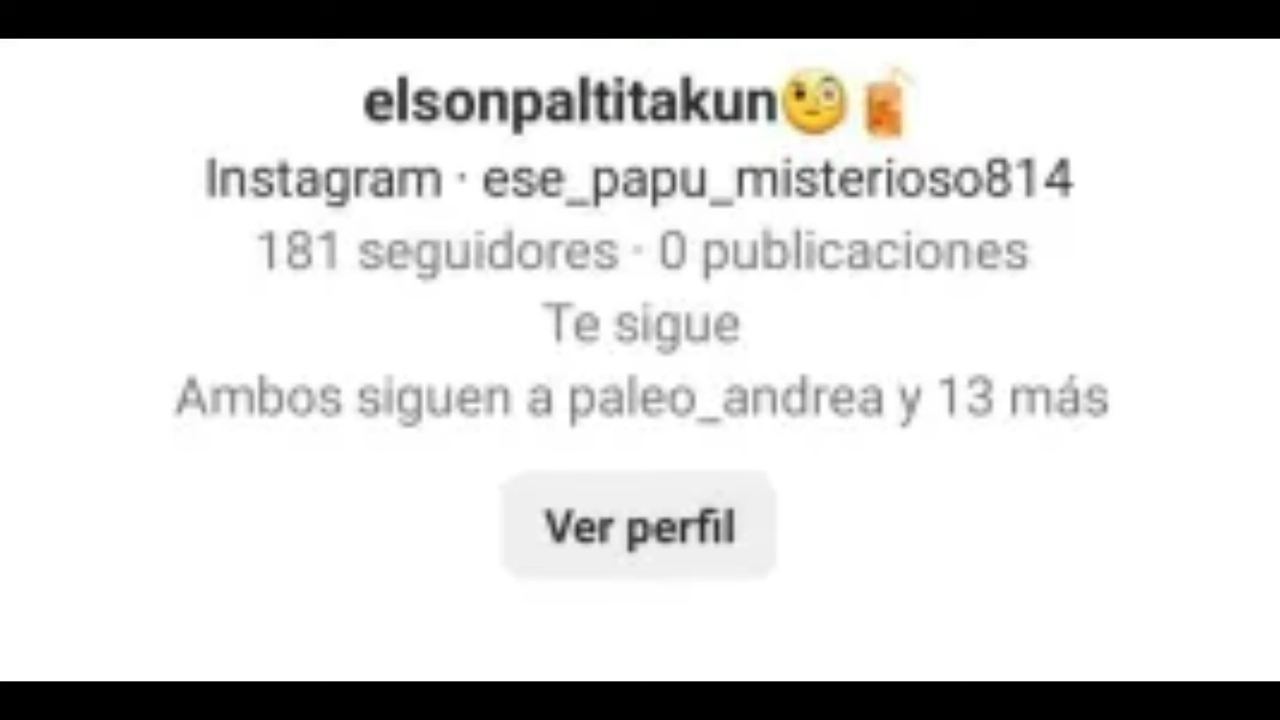 elsonpaltitakun🧐🧃
Instagram · ese_papu_misterioso814
181 seguidores · 0 publicaciones
Te sigue
Ambos siguen a paleo_andrea y 13 más
Ver perfil